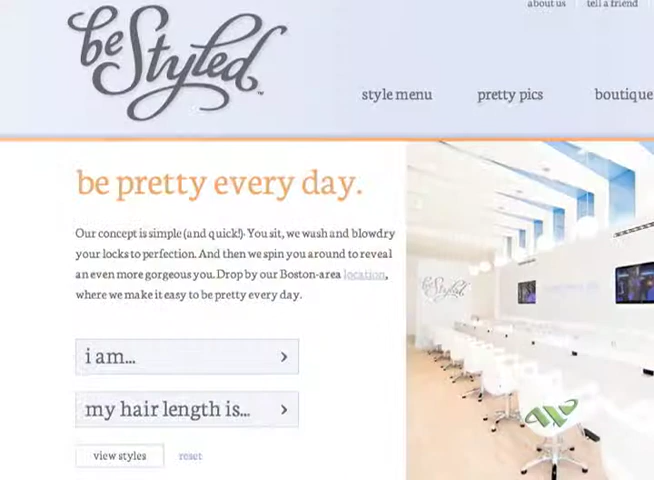 about us
tell a friend
be Styled™
style menu
pretty pics
boutique
be pretty every day.
Our concept is simple (and quick!). You sit, we wash and blowdry
your locks to perfection. And then we spin you around to reveal
an even more gorgeous you. Drop by our Boston-area location,
where we make it easy to be pretty every day.
be Styled
i am...
my hair length is...
view styles
reset